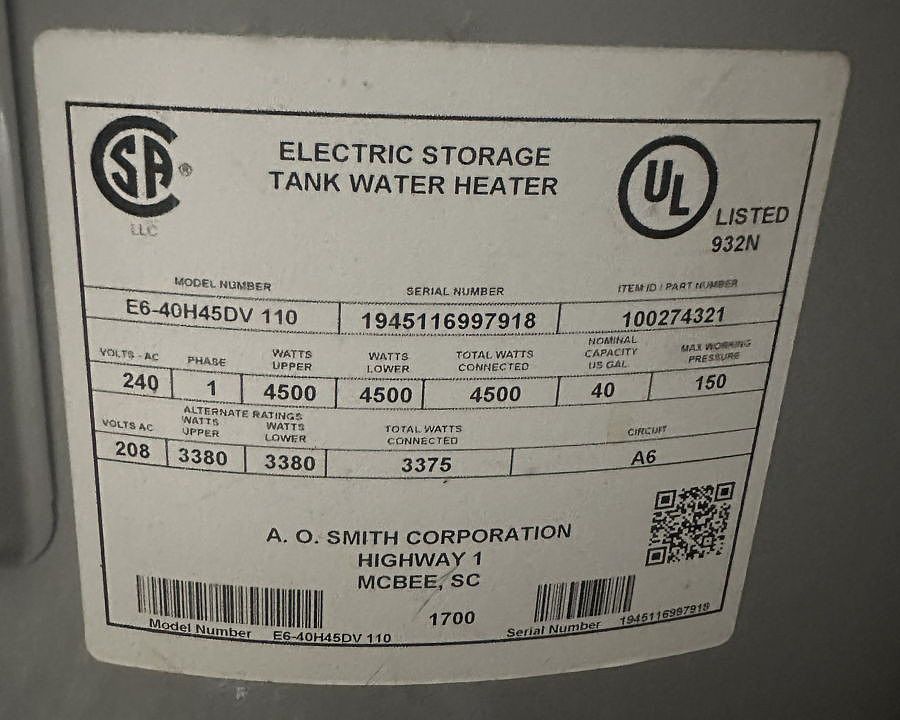 SA ®
LLC
ELECTRIC STORAGE
TANK WATER HEATER
UL
LISTED
932N
MODEL NUMBER SERIAL NUMBER ITEM ID / PART NUMBER
E6-40H45DV 110 1945116997918 100274321
VOLTS - AC PHASE WATTS UPPER WATTS LOWER TOTAL WATTS CONNECTED NOMINAL CAPACITY US GAL MAX WORKING PRESSURE
240 1 4500 4500 4500 40 150
ALTERNATE RATINGS
VOLTS AC WATTS UPPER WATTS LOWER TOTAL WATTS CONNECTED CIRCUIT
208 3380 3380 3375 A6
A. O. SMITH CORPORATION
HIGHWAY 1
MCBEE, SC
1700
Model Number E6-40H45DV 110
Serial Number 1945116997918